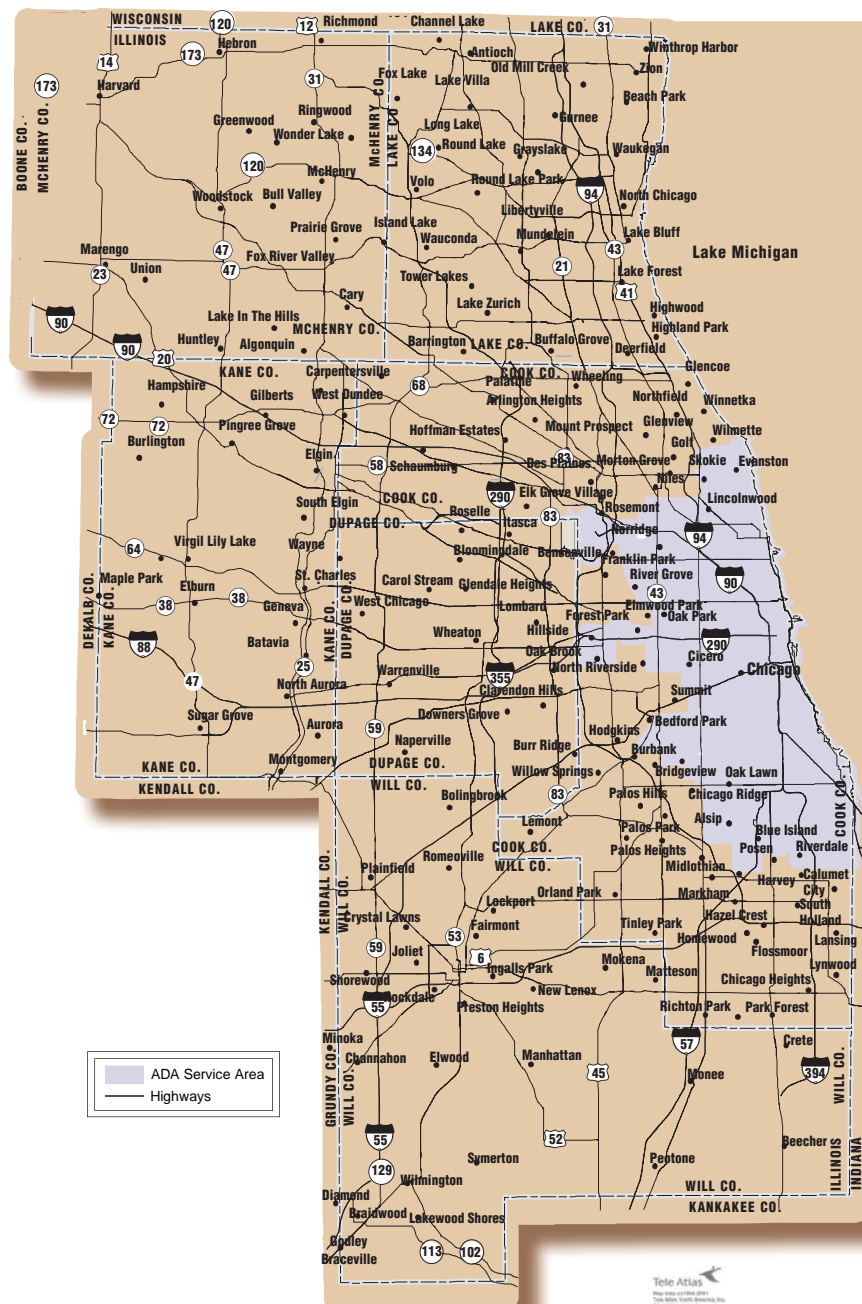 WISCONSIN
ILLINOIS
120
12
Richmond
Channel Lake
LAKE CO.
31
14
173
Hebron
Antioch
Winthrop Harbor
173
Harvard
31
Fox Lake
Lake Villa
Old Mill Creek
Zion
Beach Park
BOONE CO.
MCHENRY CO.
MCHENRY CO.
LAKE CO.
Greenwood
Ringwood
Wonder Lake
Long Lake
Gurnee
134
Round Lake
Grayslake
Waukegan
120
McHenry
Volo
Round Lake Park
94
North Chicago
Woodstock
Bull Valley
Libertyville
Prairie Grove
Island Lake
Wauconda
Mundelein
43
Lake Bluff
Lake Michigan
Marengo
23
Union
47
47
Fox River Valley
21
Lake Forest
41
Tower Lakes
Cary
Lake Zurich
Highwood
90
Lake In The Hills
MCHENRY CO.
Highland Park
90
20
Huntley
Algonquin
Barrington
LAKE CO.
Buffalo Grove
Deerfield
KANE CO.
Carpentersville
COOK CO.
Glencoe
Hampshire
68
Palatine
Wheeling
Gilberts
West Dundee
Arlington Heights
Northfield
Winnetka
72
72
Pingree Grove
Hoffman Estates
Mount Prospect
Glenview
Wilmette
Burlington
Golf
Elgin
58
Schaumburg
83
Des Plaines
Morton Grove
Skokie
Evanston
Niles
South Elgin
COOK CO.
290
Elk Grove Village
Lincolnwood
DUPAGE CO.
Roselle
83
Rosemont
Itasca
Norridge
94
64
Virgil
Lily Lake
Wayne
Bloomingdale
Bensenville
Franklin Park
DEKALB CO.
KANE CO.
Maple Park
Elburn
St. Charles
KANE CO.
DUPAGE CO.
Carol Stream
Glendale Heights
River Grove
90
38
38
Geneva
West Chicago
Lombard
43
Elmwood Park
Forest Park
Oak Park
88
Batavia
Wheaton
Hillside
290
25
Oak Brook
North Riverside
Cicero
Chicago
47
North Aurora
Warrenville
355
Clarendon Hills
Summit
Sugar Grove
Aurora
59
Downers Grove
Bedford Park
Hodgkins
Naperville
Burr Ridge
Burbank
Montgomery
KANE CO.
KENDALL CO.
DUPAGE CO.
WILL CO.
Willow Springs
Bridgeview
Oak Lawn
83
Palos Hills
Chicago Ridge
COOK CO.
Bolingbrook
Lemont
Palos Park
Alsip
Blue Island
Riverdale
COOK CO.
WILL CO.
Palos Heights
Posen
Romeoville
Midlothian
KENDALL CO.
WILL CO.
Plainfield
Orland Park
Harvey
Calumet
City
Lockport
Markham
South
Holland
Crystal Lawns
Fairmont
Tinley Park
Hazel Crest
59
53
Homewood
Lansing
Joliet
6
Flossmoor
Shorewood
Ingalls Park
Mokena
Matteson
Lynwood
55
ockdale
New Lenox
Chicago Heights
Preston Heights
Richton Park
Park Forest
Minoka
57
Crete
Channahon
Elwood
Manhattan
GRUNDY CO.
WILL CO.
45
Monee
394
WILL CO.
ADA Service Area
Highways
55
52
Beecher
129
Symerton
Peotone
ILLINOIS
INDIANA
Wilmington
WILL CO.
KANKAKEE CO.
Diamond
Braidwood
Lakewood Shores
Godley
Braceville
113
102
Tele Atlas